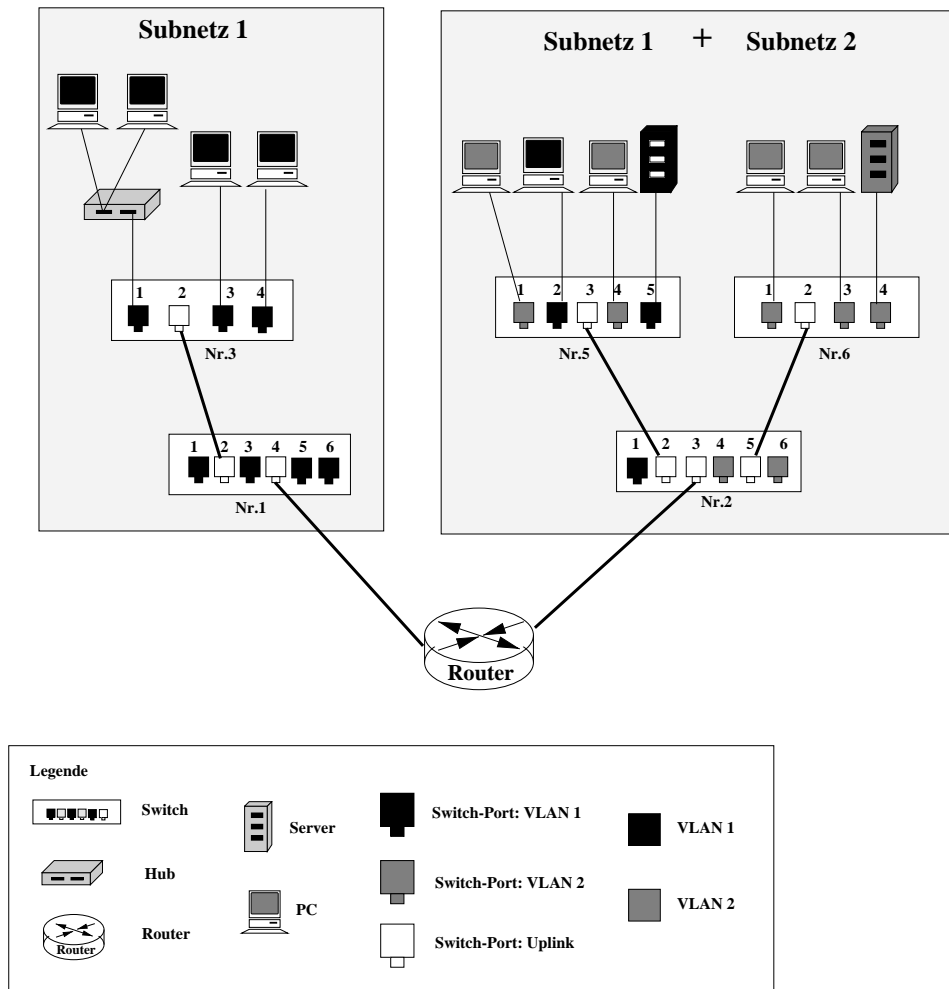 Subnetz 1
Subnetz 1 + Subnetz 2
1 2 3 4
Nr.3
1 2 3 4 5
Nr.5
1 2 3 4
Nr.6
1 2 3 4 5 6
Nr.1
1 2 3 4 5 6
Nr.2
Router
Legende
Switch
Server
Switch-Port: VLAN 1
VLAN 1
Hub
PC
Switch-Port: VLAN 2
VLAN 2
Router
Router
Switch-Port: Uplink